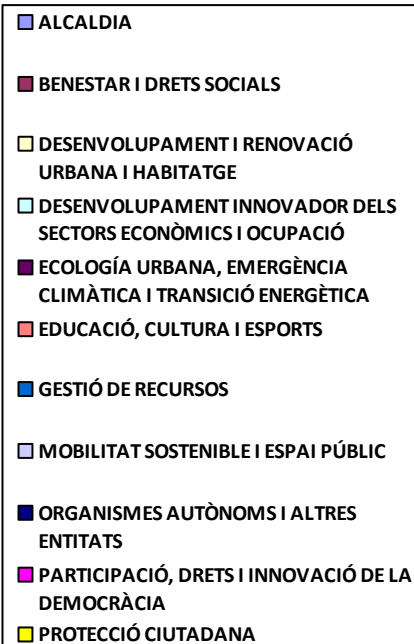 ALCALDIA
BENESTAR I DRETS SOCIALS
DESENVOLUPAMENT I RENOVACIÓ
URBANA I HABITATGE
DESENVOLUPAMENT INNOVADOR DELS
SECTORS ECONÒMICS I OCUPACIÓ
ECOLOGÍA URBANA, EMERGÈNCIA
CLIMÀTICA I TRANSICIÓ ENERGÈTICA
EDUCACIÓ, CULTURA I ESPORTS
GESTIÓ DE RECURSOS
MOBILITAT SOSTENIBLE I ESPAI PÚBLIC
ORGANISMES AUTÒNOMS I ALTRES
ENTITATS
PARTICIPACIÓ, DRETS I INNOVACIÓ DE LA
DEMOCRÀCIA
PROTECCIÓ CIUTADANA